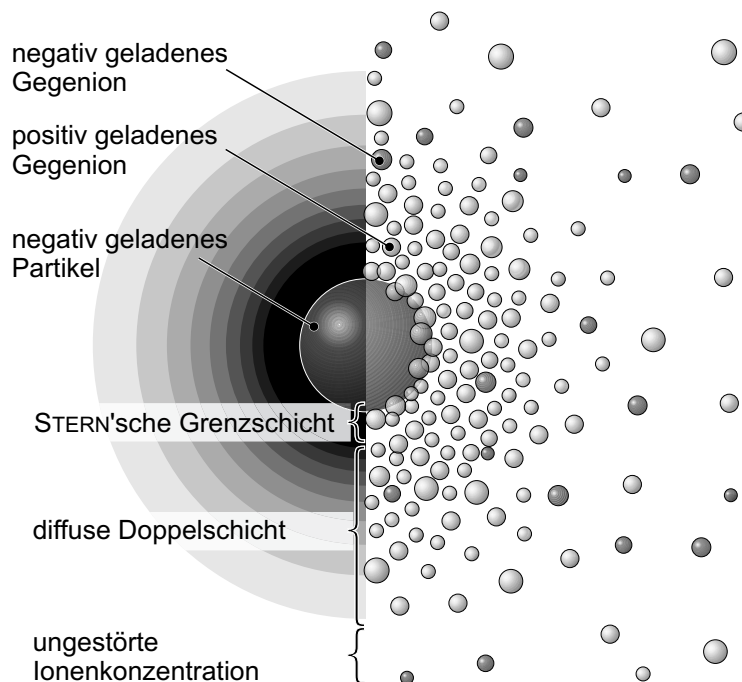 negativ geladenes
Gegenion
positiv geladenes
Gegenion
negativ geladenes
Partikel
STERN'sche Grenzschicht
diffuse Doppelschicht
ungestörte
Ionenkonzentration